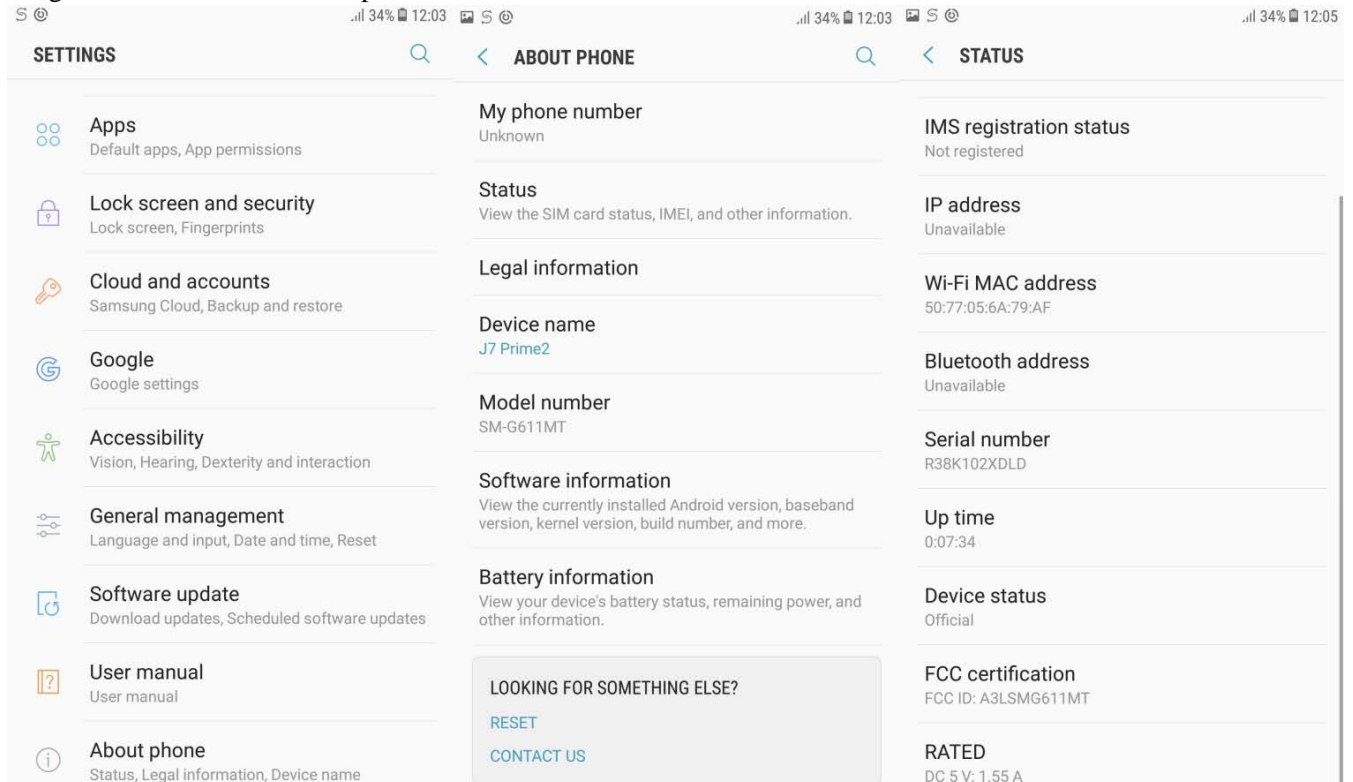 34% 12:03
SETTINGS
Apps
Default apps, App permissions
Lock screen and security
Lock screen, Fingerprints
Cloud and accounts
Samsung Cloud, Backup and restore
Google
Google settings
Accessibility
Vision, Hearing, Dexterity and interaction
General management
Language and input, Date and time, Reset
Software update
Download updates, Scheduled software updates
User manual
User manual
About phone
Status, Legal information, Device name
34% 12:03
ABOUT PHONE
My phone number
Unknown
Status
View the SIM card status, IMEI, and other information.
Legal information
Device name
J7 Prime2
Model number
SM-G611MT
Software information
View the currently installed Android version, baseband
version, kernel version, build number, and more.
Battery information
View your device's battery status, remaining power, and
other information.
LOOKING FOR SOMETHING ELSE?
RESET
CONTACT US
34% 12:05
STATUS
IMS registration status
Not registered
IP address
Unavailable
Wi-Fi MAC address
50:77:05:6A:79:AF
Bluetooth address
Unavailable
Serial number
R38K102XDLD
Up time
0:07:34
Device status
Official
FCC certification
FCC ID: A3LSMG611MT
RATED
DC 5 V; 1.55 A